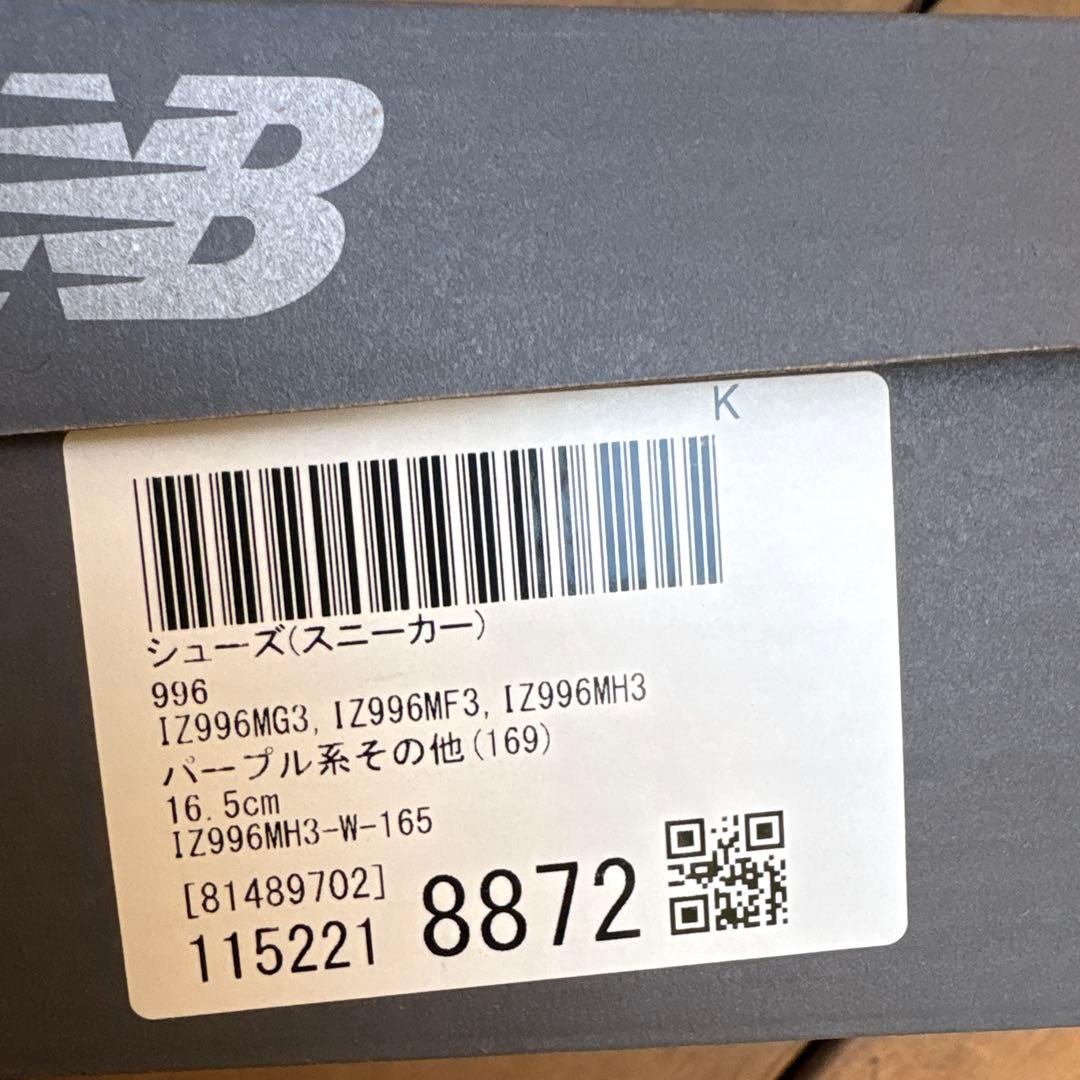 NB
K
シューズ(スニーカー)
996
IZ996MG3, IZ996MF3, IZ996MH3
パープル系その他(169)
16.5cm
IZ996MH3-W-165
[81489702]
115221 8872